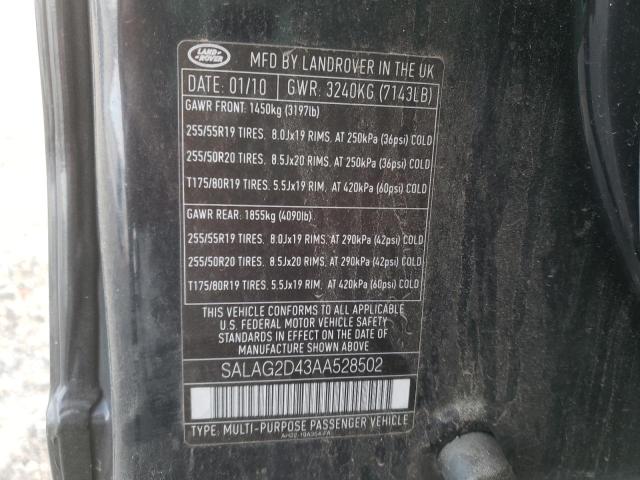 LAND
ROVER
MFD BY LANDROVER IN THE UK
DATE: 01/10 GWR: 3240KG (7143LB)
GAWR FRONT: 1450kg (3197lb)
255/55R19 TIRES. 8.0Jx19 RIMS. AT 250kPa (36psi) COLD
255/50R20 TIRES. 8.5Jx20 RIMS. AT 250kPa (36psi) COLD
T175/80R19 TIRES. 5.5Jx19 RIM. AT 420kPa (60psi) COLD
GAWR REAR: 1855kg (4090lb)
255/55R19 TIRES. 8.0Jx19 RIMS. AT 290kPa (42psi) COLD
255/50R20 TIRES. 8.5Jx20 RIMS. AT 290kPa (42psi) COLD
T175/80R19 TIRES. 5.5Jx19 RIM, AT 420kPa (60psi) COLD
THIS VEHICLE CONFORMS TO ALL APPLICABLE
U.S. FEDERAL MOTOR VEHICLE SAFETY
STANDARDS IN EFFECT ON THE DATE OF
MANUFACTURE SHOWN ABOVE.
SALAG2D43AA528502
TYPE: MULTI-PURPOSE PASSENGER VEHICLE